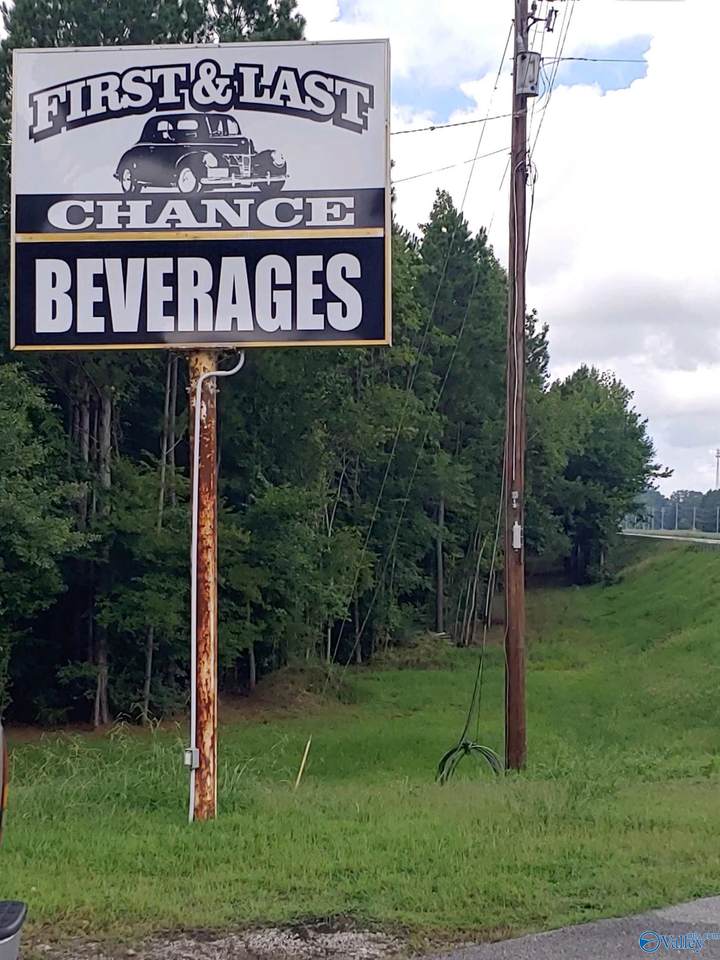 FIRST & LAST
CHANCE
BEVERAGES
Valley